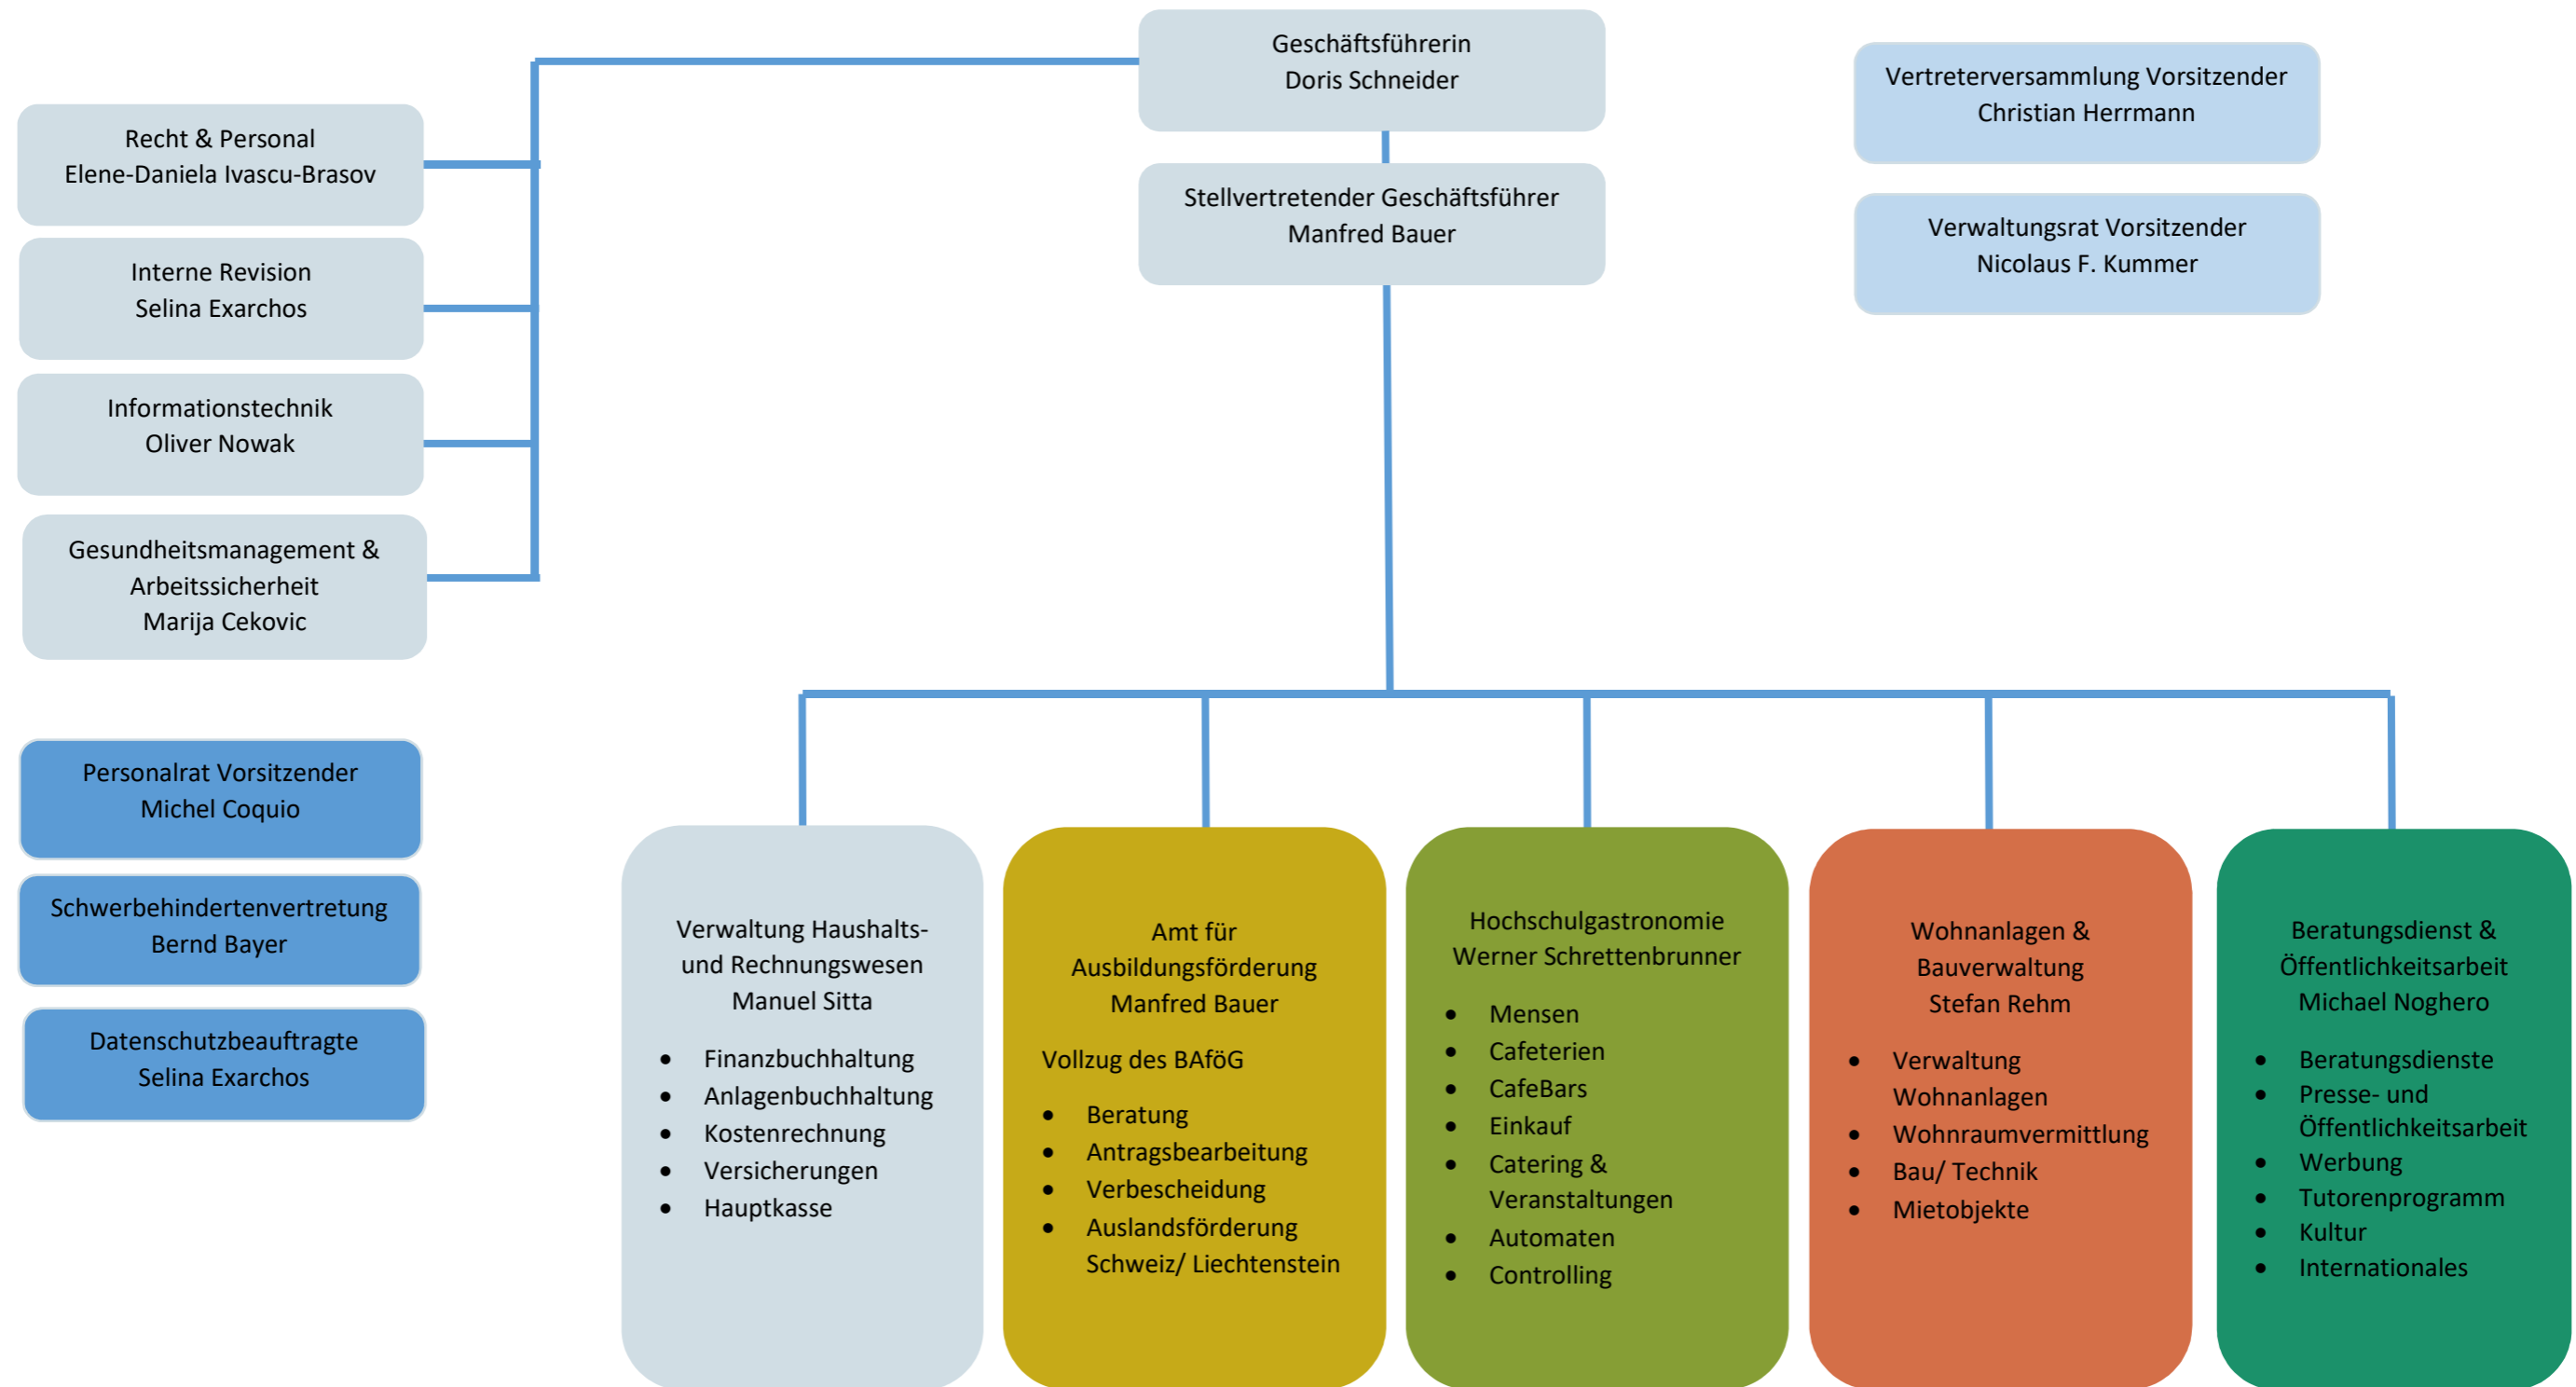 Geschäftsführerin
Doris Schneider
Stellvertretender Geschäftsführer
Manfred Bauer
Vertreterversammlung Vorsitzender
Christian Herrmann
Verwaltungsrat Vorsitzender
Nicolaus F. Kummer
Recht & Personal
Elene-Daniela Ivascu-Brasov
Interne Revision
Selina Exarchos
Informationstechnik
Oliver Nowak
Gesundheitsmanagement &
Arbeitssicherheit
Marija Cekovic
Personalrat Vorsitzender
Michel Coquio
Schwerbehindertenvertretung
Bernd Bayer
Datenschutzbeauftragte
Selina Exarchos
Verwaltung Haushalts-
und Rechnungswesen
Manuel Sitta
• Finanzbuchhaltung
• Anlagenbuchhaltung
• Kostenrechnung
• Versicherungen
• Hauptkasse
Amt für
Ausbildungsförderung
Manfred Bauer
Vollzug des BAföG
• Beratung
• Antragsbearbeitung
• Verbescheidung
• Auslandsförderung
Schweiz/ Liechtenstein
Hochschulgastronomie
Werner Schrettenbrunner
• Mensen
• Cafeterien
• CafeBars
• Einkauf
• Catering &
Veranstaltungen
• Automaten
• Controlling
Wohnanlagen &
Bauverwaltung
Stefan Rehm
• Verwaltung
Wohnanlagen
• Wohnraumvermittlung
• Bau/ Technik
• Mietobjekte
Beratungsdienst &
Öffentlichkeitsarbeit
Michael Noghero
• Beratungsdienste
• Presse- und
Öffentlichkeitsarbeit
• Werbung
• Tutorenprogramm
• Kultur
• Internationales